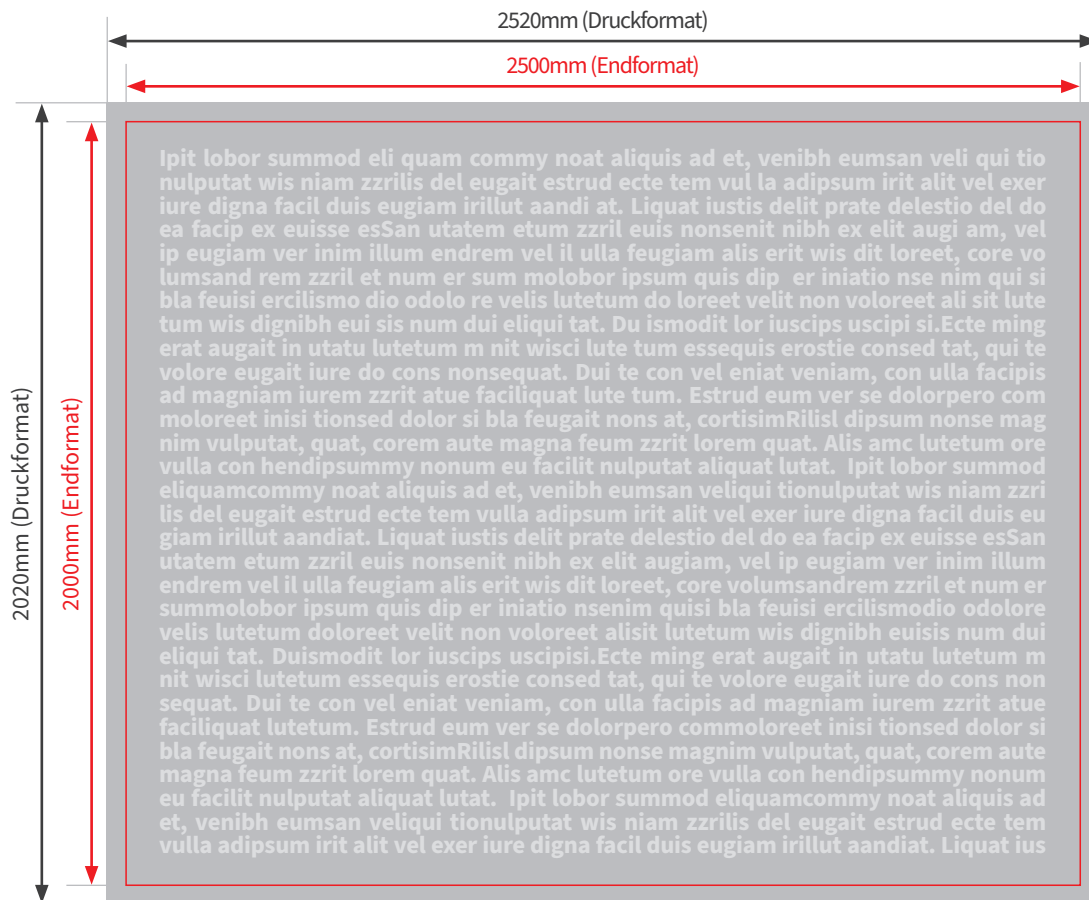 2520mm (Druckformat)
2500mm (Endformat)
2020mm (Druckformat)
2000mm (Endformat)
Ipit lobor summod eli quam commy noat aliquis ad et, venibh eumsan veli qui tio
nulputat wis niam zzrilis del eugait estrud ecte tem vul la adipsum irit alit vel exer
iure digna facil duis eugiam irillut aandi at. Liquat iustis delit prate delestio del do
ea facip ex euisse esSan utatem etum zzril euis nonsenit nibh ex elit augi am, vel
ip eugiam ver inim illum endrem vel il ulla feugiam alis erit wis dit loreet, core vo
lumsand rem zzril et num er sum molobor ipsum quis dip  er iniatio nse nim qui si
bla feuisi ercilismo dio odolo re velis lutetum do loreet velit non voloreet ali sit lute
tum wis dignibh eui sis num dui eliqui tat. Du ismodit lor iuscips uscipi si.Ecte ming
erat augait in utatu lutetum m nit wisci lute tum essequis erostie consed tat, qui te
volore eugait iure do cons nonsequat. Dui te con vel eniat veniam, con ulla facipis
ad magniam iurem zzrit atue faciliquat lute tum. Estrud eum ver se dolorpero com
moloreet inisi tionsed dolor si bla feugait nons at, cortisimRilisl dipsum nonse mag
nim vulputat, quat, corem aute magna feum zzrit lorem quat. Alis amc lutetum ore
vulla con hendipsummy nonum eu facilit nulputat aliquat lutat.  Ipit lobor summod
eliquamcommy noat aliquis ad et, venibh eumsan veliqui tionulputat wis niam zzri
lis del eugait estrud ecte tem vulla adipsum irit alit vel exer iure digna facil duis eu
giam irillut aandiat. Liquat iustis delit prate delestio del do ea facip ex euisse esSan
utatem etum zzril euis nonsenit nibh ex elit augiam, vel ip eugiam ver inim illum
endrem vel il ulla feugiam alis erit wis dit loreet, core volumsandrem zzril et num er
summolobor ipsum quis dip er iniatio nsenim quisi bla feuisi ercilismodio odolore
velis lutetum doloreet velit non voloreet alisit lutetum wis dignibh euisis num dui
eliqui tat. Duismodit lor iuscips uscipisi.Ecte ming erat augait in utatu lutetum m
nit wisci lutetum essequis erostie consed tat, qui te volore eugait iure do cons non
sequat. Dui te con vel eniat veniam, con ulla facipis ad magniam iurem zzrit atue
faciliquat lutetum. Estrud eum ver se dolorpero commoloreet inisi tionsed dolor si
bla feugait nons at, cortisimRilisl dipsum nonse magnim vulputat, quat, corem aute
magna feum zzrit lorem quat. Alis amc lutetum ore vulla con hendipsummy nonum
eu facilit nulputat aliquat lutat.  Ipit lobor summod eliquamcommy noat aliquis ad
et, venibh eumsan veliqui tionulputat wis niam zzrilis del eugait estrud ecte tem
vulla adipsum irit alit vel exer iure digna facil duis eugiam irillut aandiat. Liquat ius